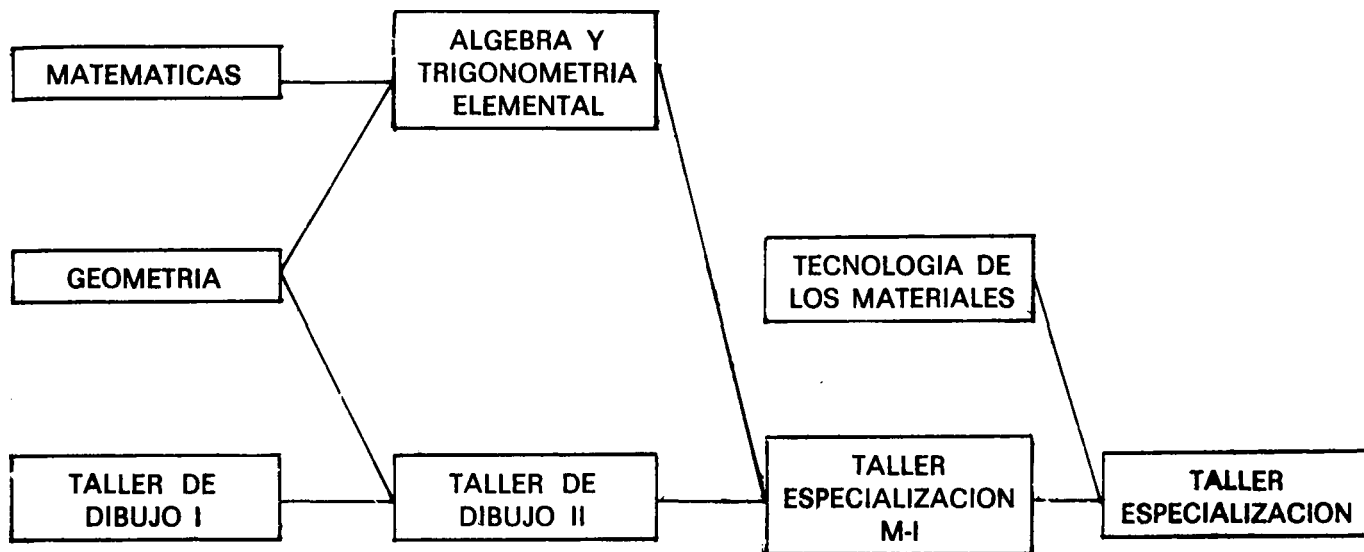 MATEMATICAS
ALGEBRA Y
TRIGONOMETRIA
ELEMENTAL
GEOMETRIA
TECNOLOGIA DE
LOS MATERIALES
TALLER DE
DIBUJO I
TALLER DE
DIBUJO II
TALLER
ESPECIALIZACION
M-I
TALLER
ESPECIALIZACION